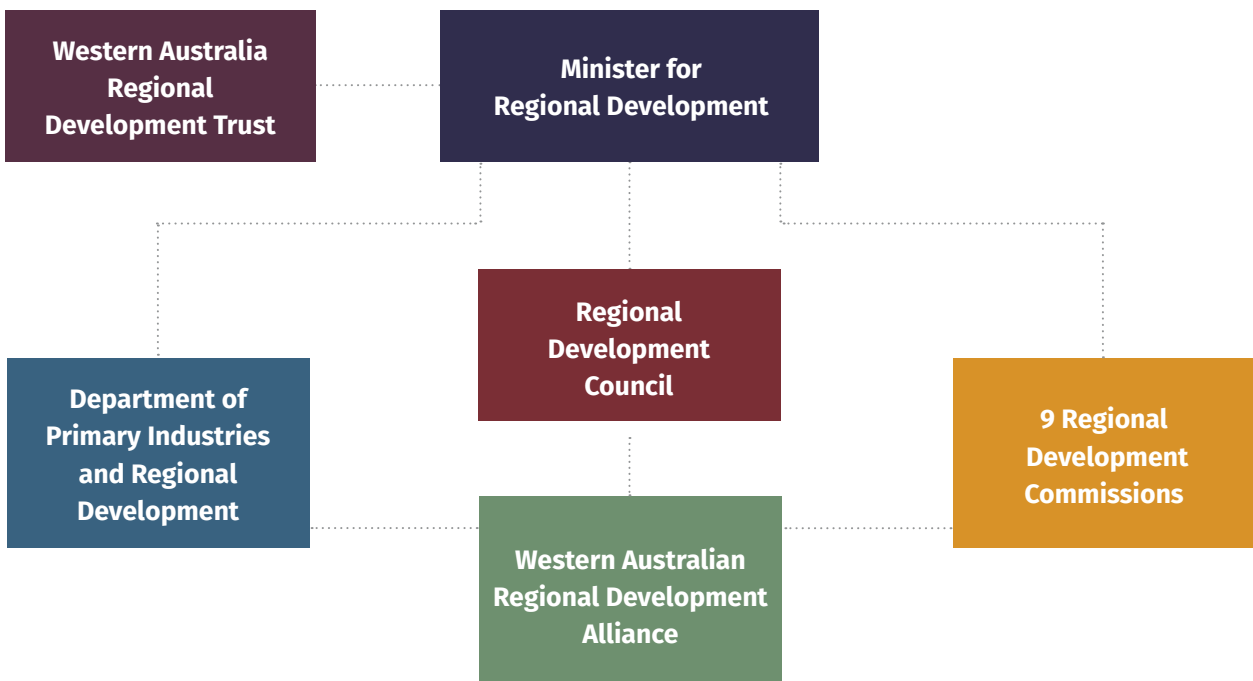 Western Australia
Regional
Development Trust
Minister for
Regional Development
Regional
Development
Council
Department of
Primary Industries
and Regional
Development
9 Regional
Development
Commissions
Western Australian
Regional Development
Alliance